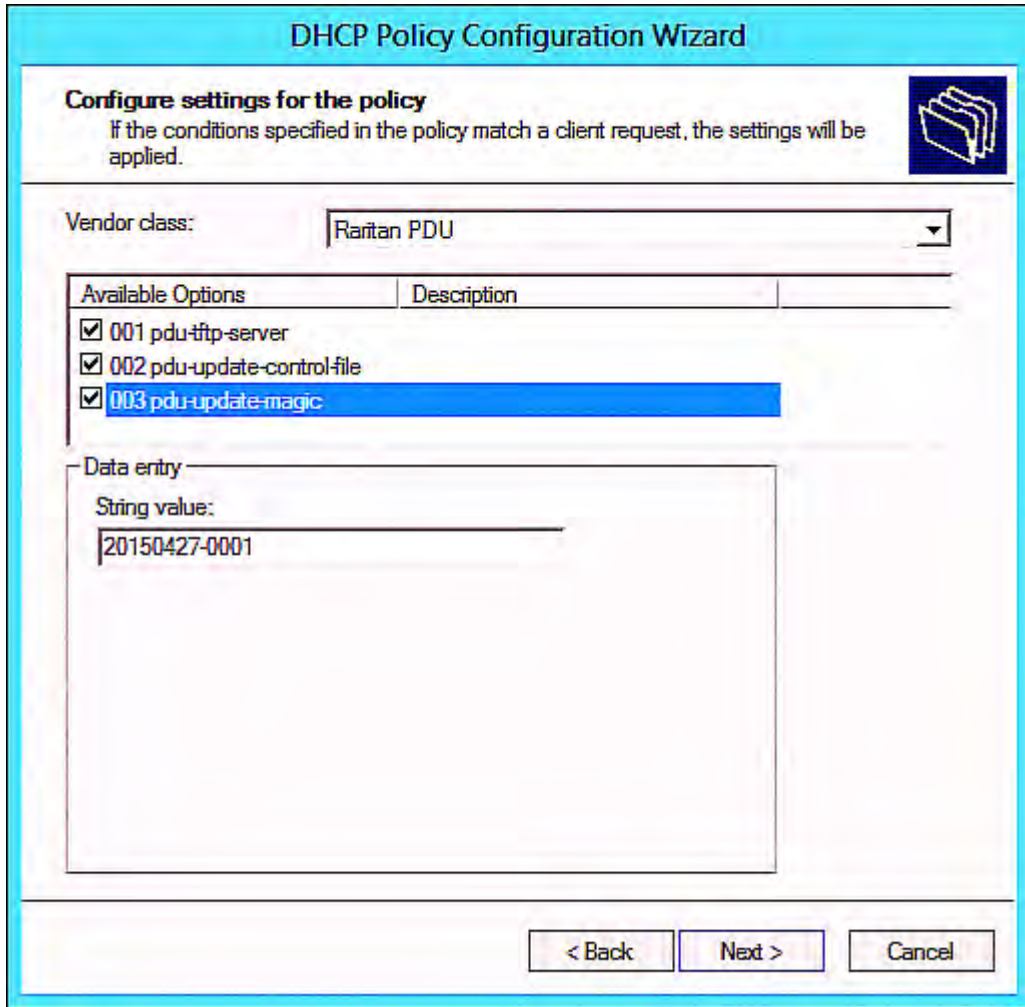 DHCP Policy Configuration Wizard
Configure settings for the policy
If the conditions specified in the policy match a client request, the settings will be
applied.
Vendor class: Raritan PDU
Available Options Description
001 pdu-tftp-server
002 pdu-update-control-file
003 pdu-update-magic
Data entry
String value:
20150427-0001
< Back Next > Cancel